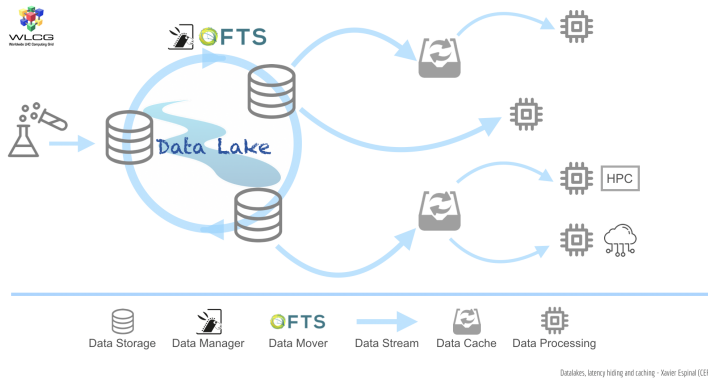 WLCG
Worldwide LHC Computing Grid
FTS
Data Lake
HPC
FTS
Data Storage
Data Manager
Data Mover
Data Stream
Data Cache
Data Processing
Datalakes, latency hiding and caching - Xavier Espinal (CER